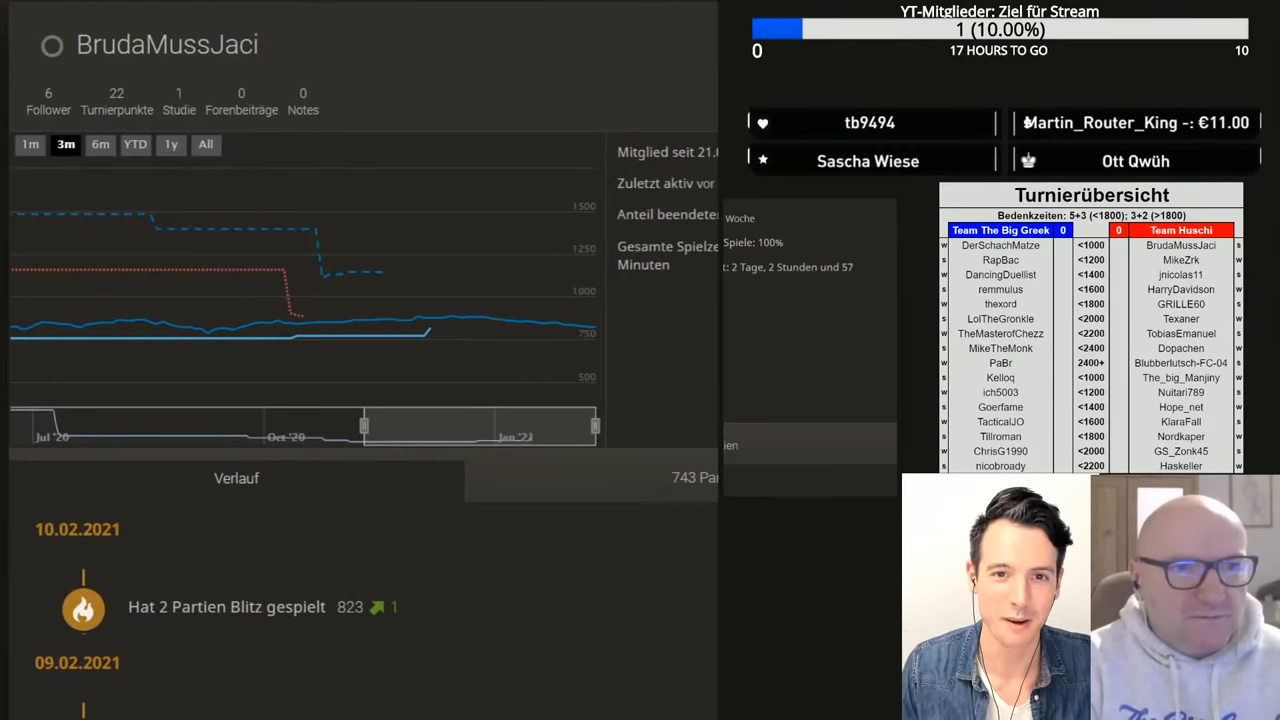 BrudaMussJaci
6 22 1 0 0
Follower Turnierpunkte Studie Forenbeiträge Notes
1m 3m 6m YTD 1y All
1500
1250
1000
750
500
Jul '20 Oct '20 Jan '21
Mitglied seit 21.0
Zuletzt aktiv vor
Anteil beendeter
Gesamte Spielze
Minuten
Woche
Spiele: 100%
t: 2 Tage, 2 Stunden und 57
ien
Verlauf 743 Par
10.02.2021
Hat 2 Partien Blitz gespielt 823 1
09.02.2021
YT-Mitglieder: Ziel für Stream
1 (10.00%)
0 17 HOURS TO GO 10
tb9494 Martin_Router_King -: €11.00
Sascha Wiese Ott Qwüh
Turnierübersicht
Bedenkzeiten: 5+3 (<1800); 3+2 (>1800)
Team The Big Greek 0 0 Team Huschi
w DerSchachMatze <1000 BrudaMussJaci s
s RapBac <1200 MikeZrk w
w DancingDuellist <1400 jnicolas11 s
s remmulus <1600 HarryDavidson w
w thexord <1800 GRILLE60 s
s LolTheGronkle <2000 Texaner w
w TheMasterofChezz <2200 TobiasEmanuel s
s MikeTheMonk <2400 Dopachen w
w PaBr 2400+ Blubberlutsch-FC-04 s
s Kelloq <1000 The_big_Manjiny w
w ich5003 <1200 Nuitari789 s
s Goerfame <1400 Hope_net w
w TacticalJO <1600 KlaraFall s
s Tillroman <1800 Nordkaper w
w ChrisG1990 <2000 GS_Zonk45 s
s nicobroady <2200 Haskeller w